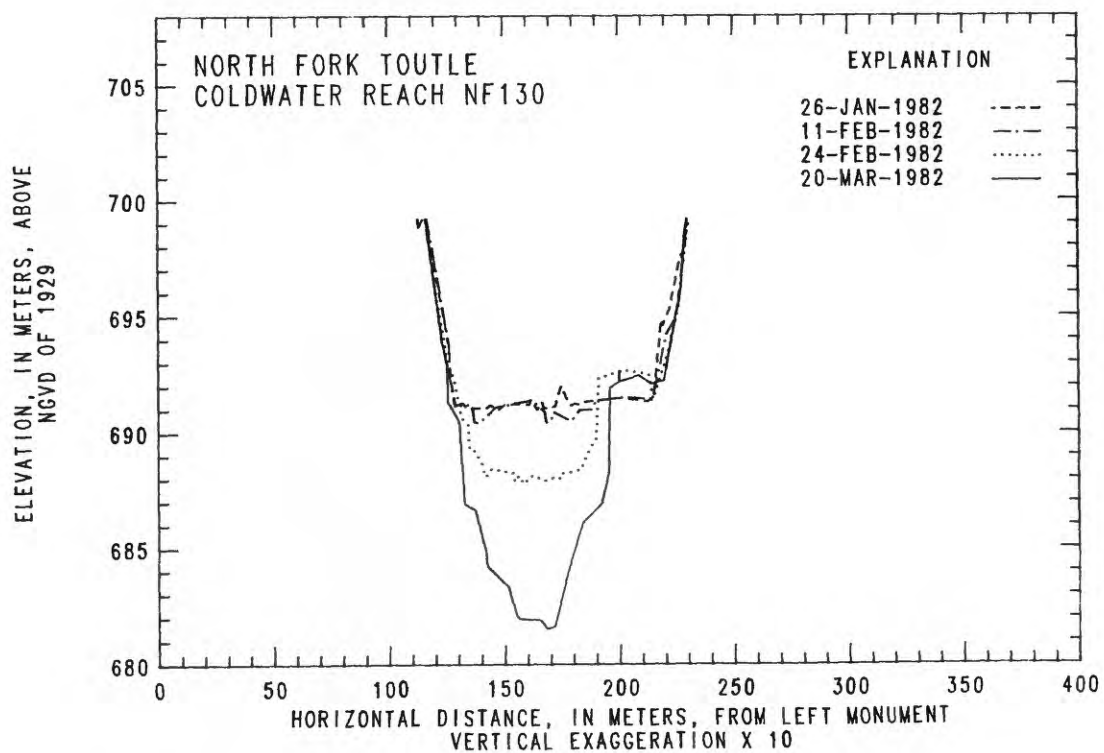 NORTH FORK TOUTLE
COLDWATER REACH NF130
EXPLANATION
26-JAN-1982
11-FEB-1982
24-FEB-1982
20-MAR-1982
ELEVATION, IN METERS, ABOVE
NGVD OF 1929
705
700
695
690
685
680
0
50
100
150
200
250
300
350
400
HORIZONTAL DISTANCE, IN METERS, FROM LEFT MONUMENT
VERTICAL EXAGGERATION X 10